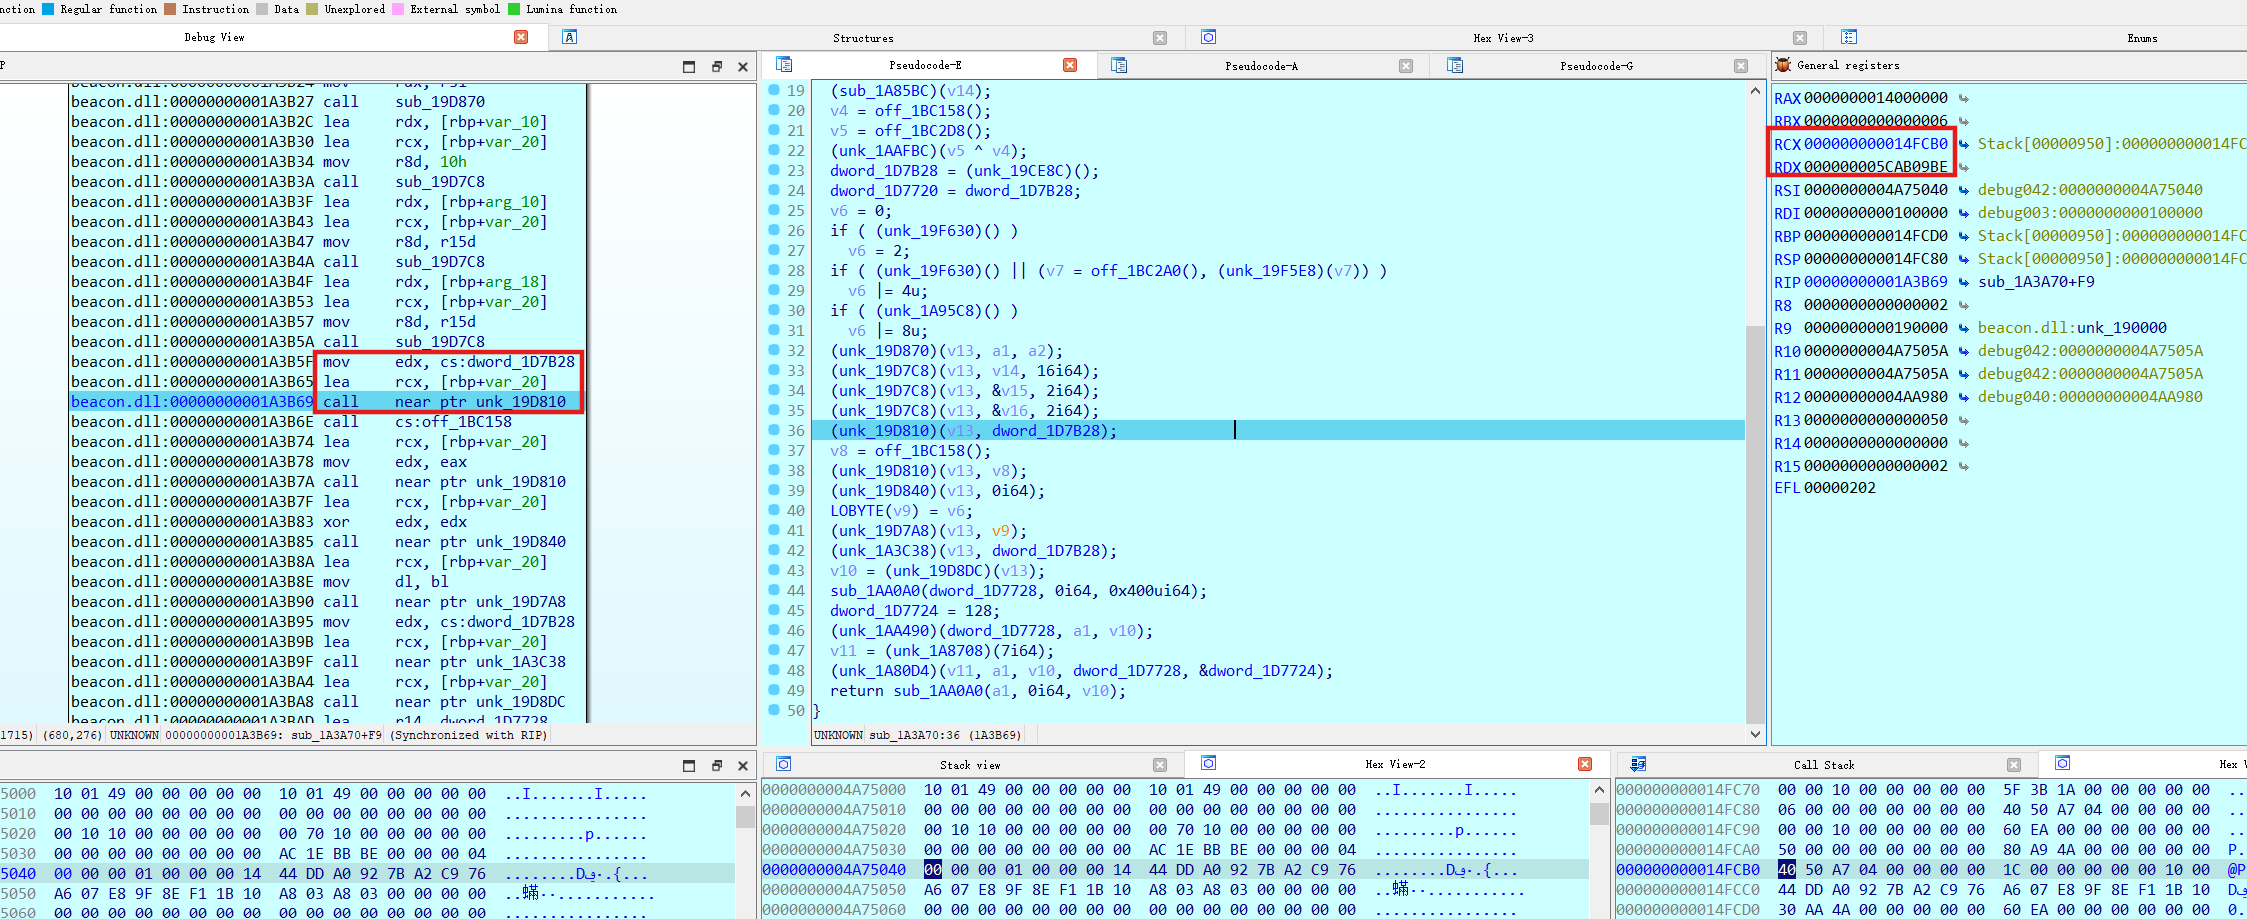 nction Regular function Instruction Data Unexplored External symbol Lumina function
Debug View
Structures
Hex View-3
Enums
P
Pseudocode-E
Pseudocode-A
Pseudocode-G
General registers
beacon.dll:00000000001A3B24 mov rdx, rsi
beacon.dll:00000000001A3B27 call sub_19D870
beacon.dll:00000000001A3B2C lea rdx, [rbp+var_10]
beacon.dll:00000000001A3B30 lea rcx, [rbp+var_20]
beacon.dll:00000000001A3B34 mov r8d, 10h
beacon.dll:00000000001A3B3A call sub_19D7C8
beacon.dll:00000000001A3B3F lea rdx, [rbp+arg_10]
beacon.dll:00000000001A3B43 lea rcx, [rbp+var_20]
beacon.dll:00000000001A3B47 mov r8d, r15d
beacon.dll:00000000001A3B4A call sub_19D7C8
beacon.dll:00000000001A3B4F lea rdx, [rbp+arg_18]
beacon.dll:00000000001A3B53 lea rcx, [rbp+var_20]
beacon.dll:00000000001A3B57 mov r8d, r15d
beacon.dll:00000000001A3B5A call sub_19D7C8
beacon.dll:00000000001A3B5F mov edx, cs:dword_1D7B28
beacon.dll:00000000001A3B65 lea rcx, [rbp+var_20]
beacon.dll:00000000001A3B69 call near ptr unk_19D810
beacon.dll:00000000001A3B6E call cs:off_1BC158
beacon.dll:00000000001A3B74 lea rcx, [rbp+var_20]
beacon.dll:00000000001A3B78 mov edx, eax
beacon.dll:00000000001A3B7A call near ptr unk_19D810
beacon.dll:00000000001A3B7F lea rcx, [rbp+var_20]
beacon.dll:00000000001A3B83 xor edx, edx
beacon.dll:00000000001A3B85 call near ptr unk_19D840
beacon.dll:00000000001A3B8A lea rcx, [rbp+var_20]
beacon.dll:00000000001A3B8E mov dl, bl
beacon.dll:00000000001A3B90 call near ptr unk_19D7A8
beacon.dll:00000000001A3B95 mov edx, cs:dword_1D7B28
beacon.dll:00000000001A3B9B lea rcx, [rbp+var_20]
beacon.dll:00000000001A3B9F call near ptr unk_1A3C38
beacon.dll:00000000001A3BA4 lea rcx, [rbp+var_20]
beacon.dll:00000000001A3BA8 call near ptr unk_19D8DC
beacon.dll:00000000001A3BAD lea r14, dword_1D7728
1715) (680,276) UNKNOWN 00000000001A3B69: sub_1A3A70+F9 (Synchronized with RIP)
19 (sub_1A85BC)(v14);
20 v4 = off_1BC158();
21 v5 = off_1BC2D8();
22 (unk_1AAFBC)(v5 ^ v4);
23 dword_1D7B28 = (unk_19CE8C)();
24 dword_1D7720 = dword_1D7B28;
25 v6 = 0;
26 if ( (unk_19F630)() )
27 v6 = 2;
28 if ( (unk_19F630)() || (v7 = off_1BC2A0(), (unk_19F5E8)(v7)) )
29 v6 |= 4u;
30 if ( (unk_1A95C8)() )
31 v6 |= 8u;
32 (unk_19D870)(v13, a1, a2);
33 (unk_19D7C8)(v13, v14, 16i64);
34 (unk_19D7C8)(v13, &v15, 2i64);
35 (unk_19D7C8)(v13, &v16, 2i64);
36 (unk_19D810)(v13, dword_1D7B28);
37 v8 = off_1BC158();
38 (unk_19D810)(v13, v8);
39 (unk_19D840)(v13, 0i64);
40 LOBYTE(v9) = v6;
41 (unk_19D7A8)(v13, v9);
42 (unk_1A3C38)(v13, dword_1D7B28);
43 v10 = (unk_19D8DC)(v13);
44 sub_1AA0A0(dword_1D7728, 0i64, 0x400ui64);
45 dword_1D7724 = 128;
46 (unk_1AA490)(dword_1D7728, a1, v10);
47 v11 = (unk_1A8708)(7i64);
48 (unk_1A80D4)(v11, a1, v10, dword_1D7728, &dword_1D7724);
49 return sub_1AA0A0(a1, 0i64, v10);
50 }
UNKNOWN sub_1A3A70:36 (1A3B69)
RAX 0000000014000000
RBX 0000000000000006
RCX 000000000014FCB0 Stack[00000950]:000000000014FC
RDX 000000005CAB09BE
RSI 0000000004A75040 debug042:0000000004A75040
RDI 0000000000100000 debug003:0000000000100000
RBP 000000000014FCD0 Stack[00000950]:000000000014FC
RSP 000000000014FC80 Stack[00000950]:000000000014FC
RIP 00000000001A3B69 sub_1A3A70+F9
R8 0000000000000002
R9 0000000000190000 beacon.dll:unk_190000
R10 0000000004A7505A debug042:0000000004A7505A
R11 0000000004A7505A debug042:0000000004A7505A
R12 00000000004AA980 debug040:00000000004AA980
R13 0000000000000050
R14 0000000000000000
R15 0000000000000002
EFL 00000202
Stack view
Hex View-2
Call Stack
Hex V
5000 10 01 49 00 00 00 00 00 10 01 49 00 00 00 00 00 ..I.......I.....
5010 00 00 00 00 00 00 00 00 00 00 00 00 00 00 00 00 ................
5020 00 10 10 00 00 00 00 00 00 70 10 00 00 00 00 00 .........p......
5030 00 00 00 00 00 00 00 00 AC 1E BB BE 00 00 00 04 ................
5040 00 00 00 01 00 00 00 14 44 DD A0 92 7B A2 C9 76
5050 A6 07 E8 9F 8E F1 1B 10 A8 03 A8 03 00 00 00 00
5060 00 00 00 00 00 00 00 00 00 00 00 00 00 00 00 00 ................
0000000004A75000 10 01 49 00 00 00 00 00 10 01 49 00 00 00 00 00 ..I.......I.....
0000000004A75010 00 00 00 00 00 00 00 00 00 00 00 00 00 00 00 00 ................
0000000004A75020 00 10 10 00 00 00 00 00 00 70 10 00 00 00 00 00 .........p......
0000000004A75030 00 00 00 00 00 00 00 00 AC 1E BB BE 00 00 00 04 ................
0000000004A75040 00 00 00 01 00 00 00 14 44 DD A0 92 7B A2 C9 76
0000000004A75050 A6 07 E8 9F 8E F1 1B 10 A8 03 A8 03 00 00 00 00
0000000004A75060 00 00 00 00 00 00 00 00 00 00 00 00 00 00 00 00 ................
000000000014FC70 00 00 10 00 00 00 00 00 5F 3B 1A 00 00 00 00 00 ..
000000000014FC80 06 00 00 00 00 00 00 00 40 50 A7 04 00 00 00 00 ..
000000000014FC90 00 00 10 00 00 00 00 00 60 EA 00 00 00 00 00 00 ..
000000000014FCA0 50 00 00 00 00 00 00 00 80 A9 4A 00 00 00 00 00 P.
000000000014FCB0 40 50 A7 04 00 00 00 00 1C 00 00 00 00 00 10 00 @P
000000000014FCC0 44 DD A0 92 7B A2 C9 76 A6 07 E8 9F 8E F1 1B 10
000000000014FCD0 30 AA 4A 00 00 00 00 00 60 EA 00 00 00 00 00 00 0.